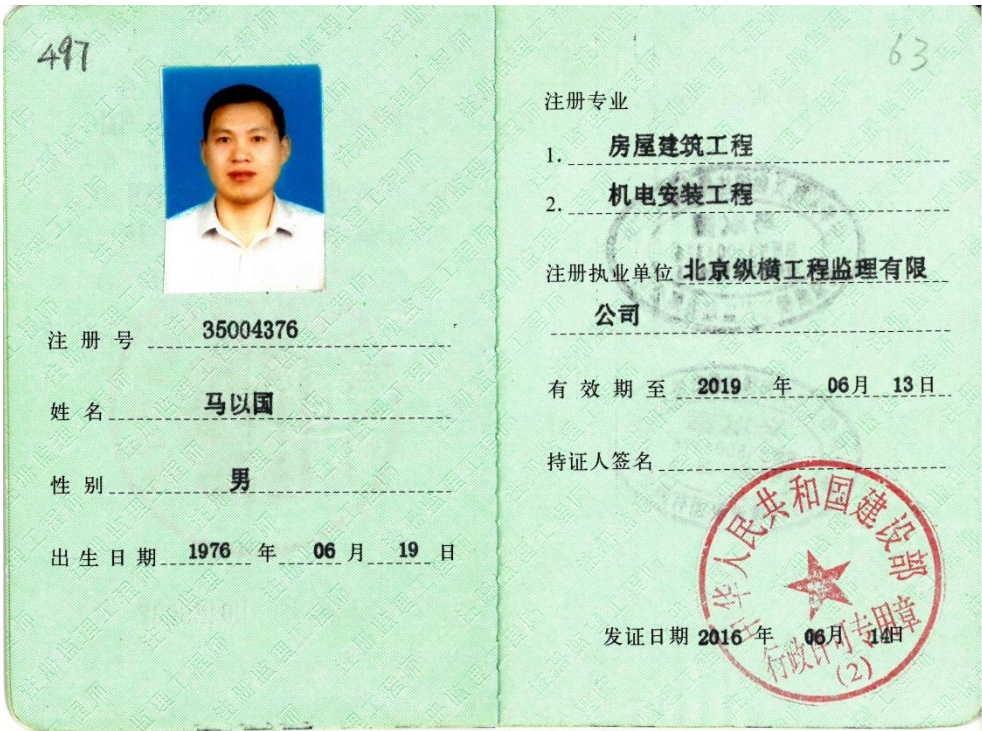 497
注册号 35004376
姓名 马以国
性别 男
出生日期 1976 年 06 月 19 日
63
注册专业
1. 房屋建筑工程
2. 机电安装工程
注册执业单位 北京纵横工程监理有限
公司
有效期至 2019 年 06月 13日
持证人签名
中华人民共和国建设部
发证日期 2016 年 06月 14日
行政许可专用章
(2)